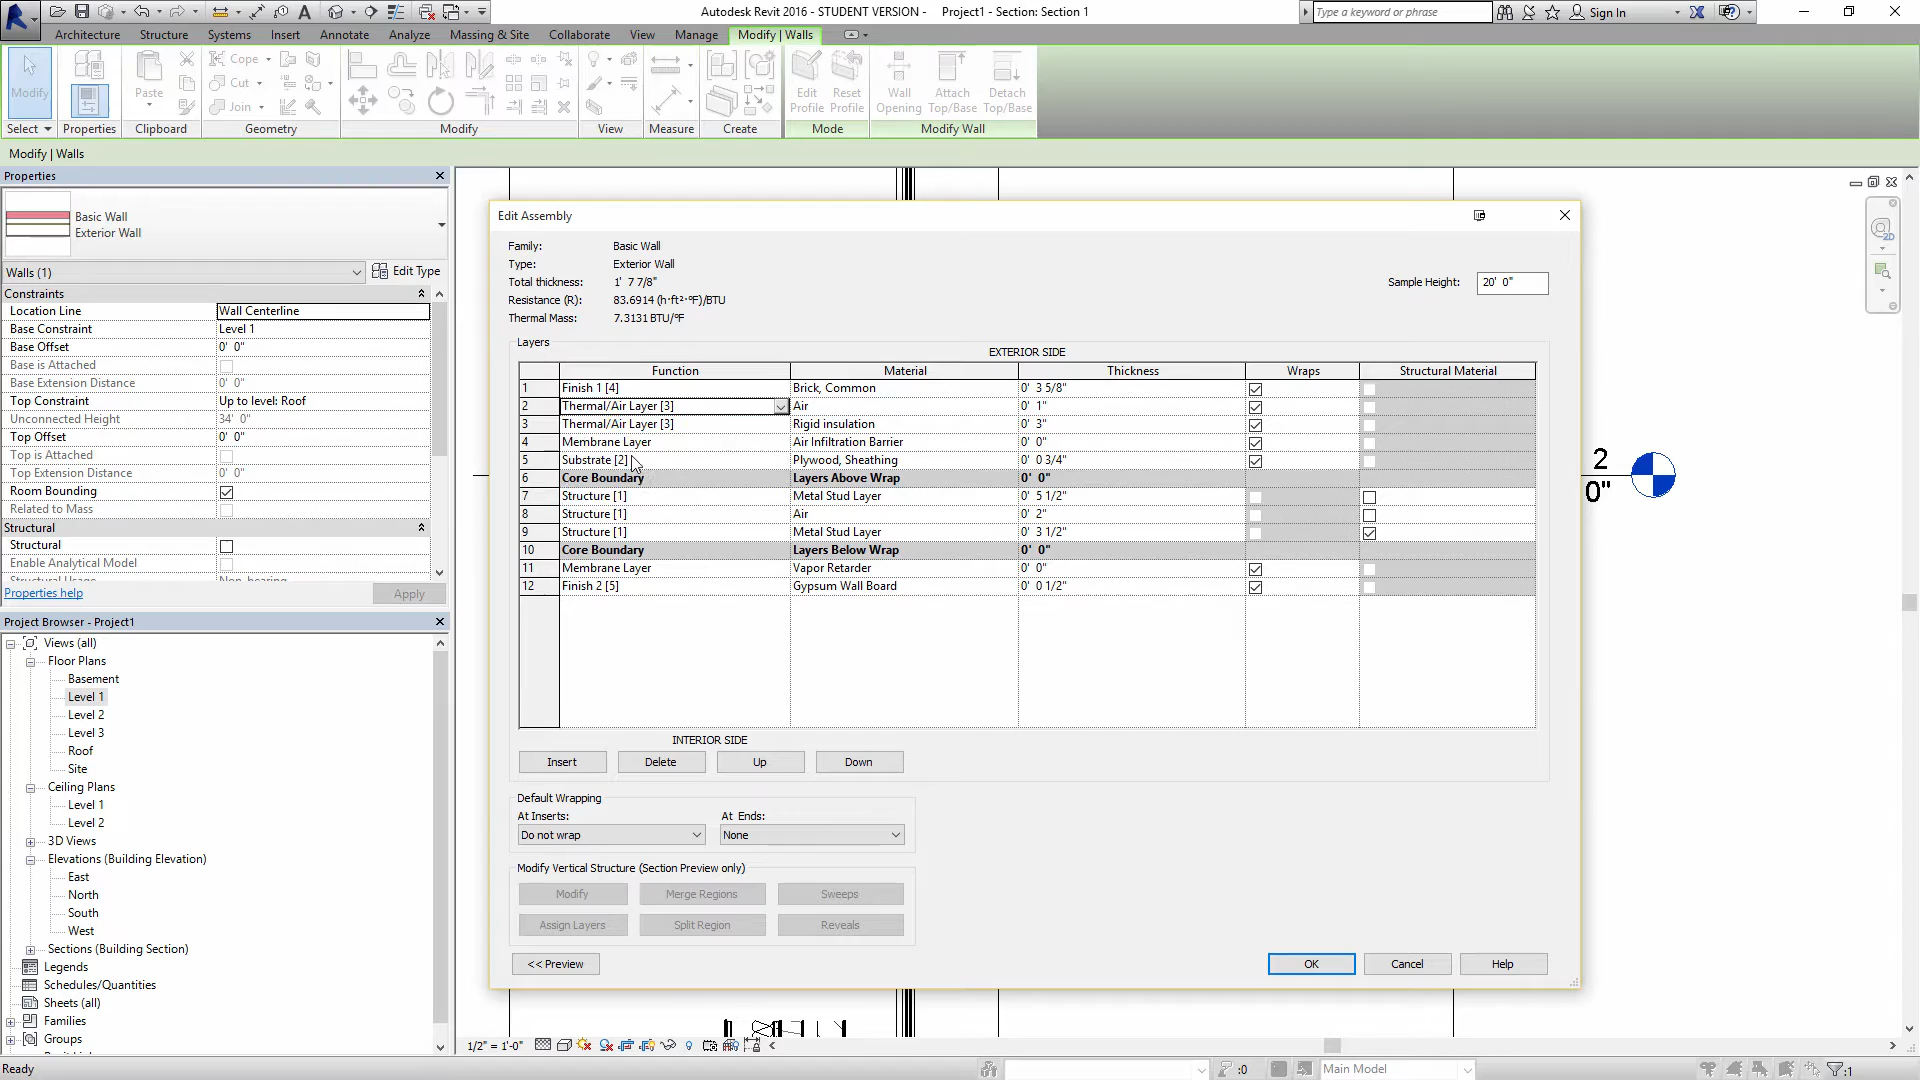 Autodesk Revit 2016 - STUDENT VERSION - Project1 - Section: Section 1
Type a keyword or phrase
Sign In
Architecture Structure Systems Insert Annotate Analyze Massing & Site Collaborate View Manage Modify | Walls
Modify
Paste
Cope
Cut
Join
Edit Profile
Reset Profile
Wall Opening
Attach Top/Base
Detach Top/Base
Select Properties Clipboard Geometry Modify View Measure Create Mode Modify Wall
Modify | Walls
Properties
Basic Wall
Exterior Wall
Walls (1)
Edit Type
Constraints
Location Line Wall Centerline
Base Constraint Level 1
Base Offset 0' 0"
Base is Attached
Base Extension Distance 0' 0"
Top Constraint Up to level: Roof
Unconnected Height 34' 0"
Top Offset 0' 0"
Top is Attached
Top Extension Distance 0' 0"
Room Bounding
Related to Mass
Structural
Structural
Enable Analytical Model
Structural Usage Non-bearing
Properties help
Apply
Project Browser - Project1
Views (all)
Floor Plans
Basement
Level 1
Level 2
Level 3
Roof
Site
Ceiling Plans
Level 1
Level 2
3D Views
Elevations (Building Elevation)
East
North
South
West
Sections (Building Section)
Legends
Schedules/Quantities
Sheets (all)
Families
Groups
Edit Assembly
Family: Basic Wall
Type: Exterior Wall
Total thickness: 1' 7 7/8"
Resistance (R): 83.6914 (h·ft²·°F)/BTU
Thermal Mass: 7.3131 BTU/°F
Sample Height: 20' 0"
Layers
EXTERIOR SIDE
Function Material Thickness Wraps Structural Material
1 Finish 1 [4] Brick, Common 0' 3 5/8"
2 Thermal/Air Layer [3] Air 0' 1"
3 Thermal/Air Layer [3] Rigid insulation 0' 3"
4 Membrane Layer Air Infiltration Barrier 0' 0"
5 Substrate [2] Plywood, Sheathing 0' 0 3/4"
6 Core Boundary Layers Above Wrap 0' 0"
7 Structure [1] Metal Stud Layer 0' 5 1/2"
8 Structure [1] Air 0' 2"
9 Structure [1] Metal Stud Layer 0' 3 1/2"
10 Core Boundary Layers Below Wrap 0' 0"
11 Membrane Layer Vapor Retarder 0' 0"
12 Finish 2 [5] Gypsum Wall Board 0' 0 1/2"
INTERIOR SIDE
Insert Delete Up Down
Default Wrapping
At Inserts: At Ends:
Do not wrap None
Modify Vertical Structure (Section Preview only)
Modify Merge Regions Sweeps
Assign Layers Split Region Reveals
<< Preview OK Cancel Help
2D
2
0"
1/2" = 1'-0"
Ready
:0
Main Model
:1